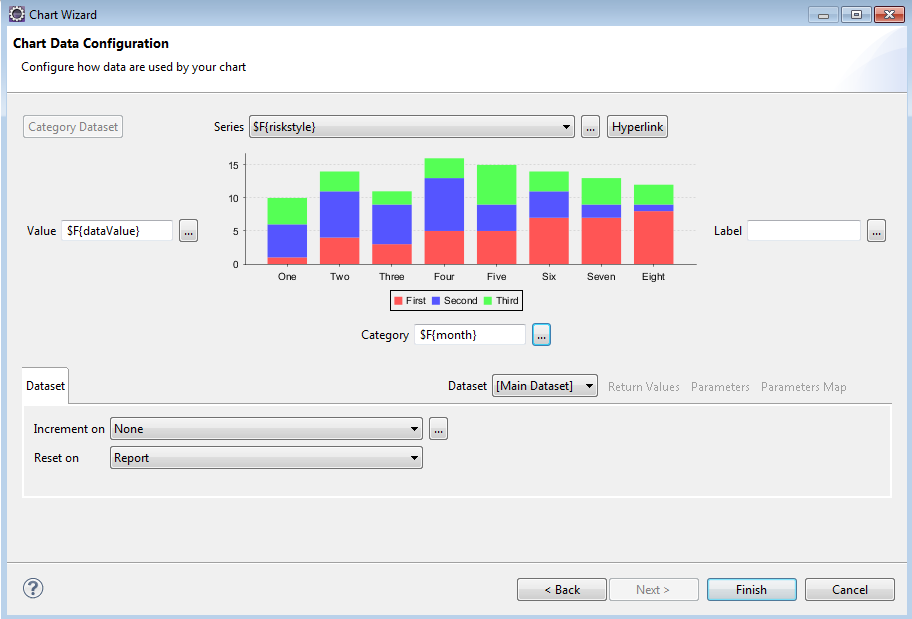 Chart Wizard
Chart Data Configuration
Configure how data are used by your chart
Category Dataset
Series $F{riskstyle} ... Hyperlink
15
10
5
0
One Two Three Four Five Six Seven Eight
First Second Third
Value $F{dataValue} ...
Label ...
Category $F{month} ...
Dataset
Dataset [Main Dataset] Return Values Parameters Parameters Map
Increment on None ...
Reset on Report
?
< Back Next > Finish Cancel